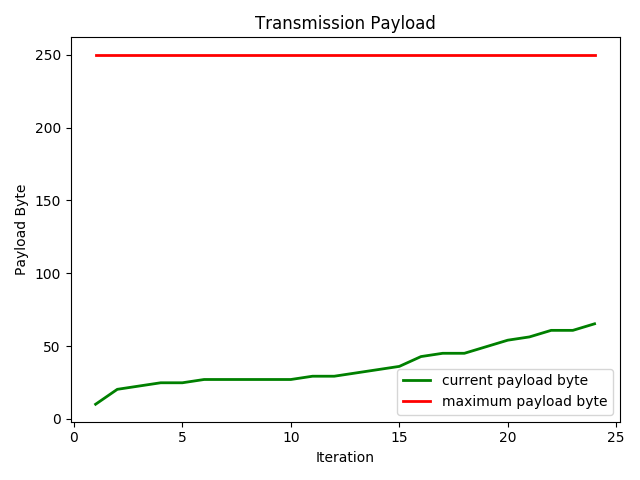 Transmission Payload
250
200
150
100
50
0
Payload Byte
current payload byte
maximum payload byte
0 5 10 15 20 25
Iteration